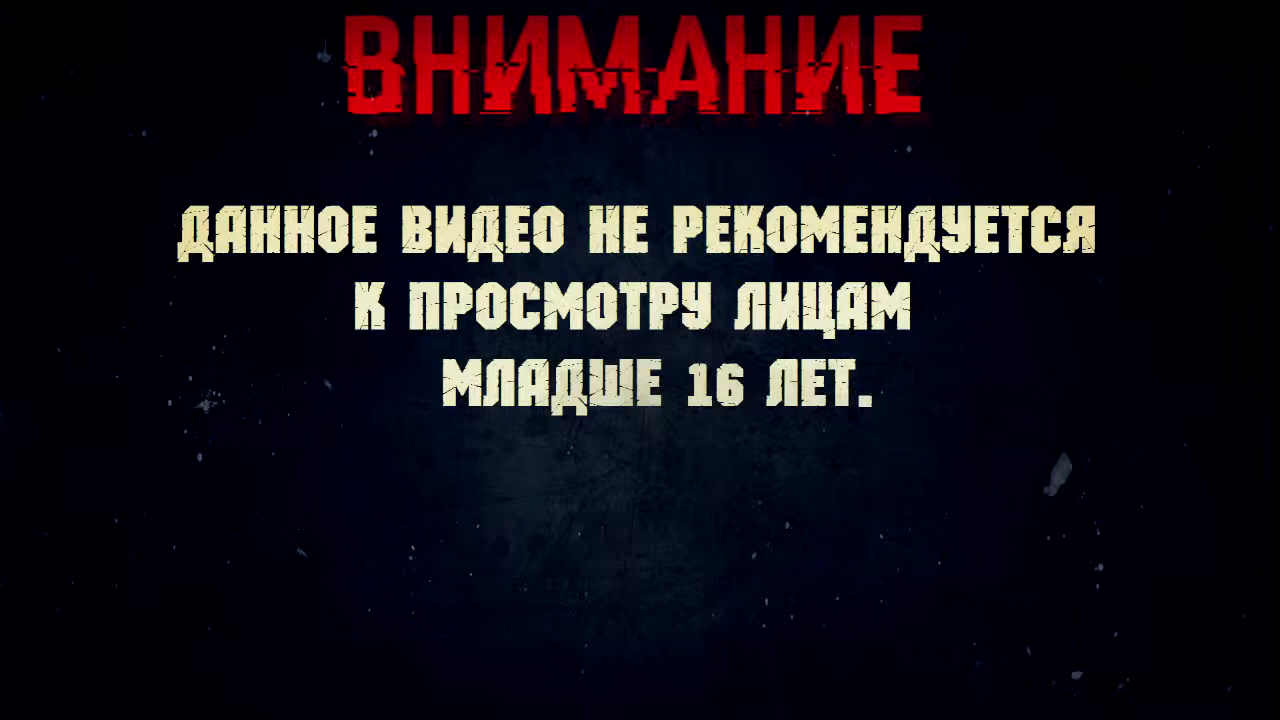 ВНИМАНИЕ
ДАННОЕ ВИДЕО НЕ РЕКОМЕНДУЕТСЯ
К ПРОСМОТРУ ЛИЦАМ
МЛАДШЕ 16 ЛЕТ.